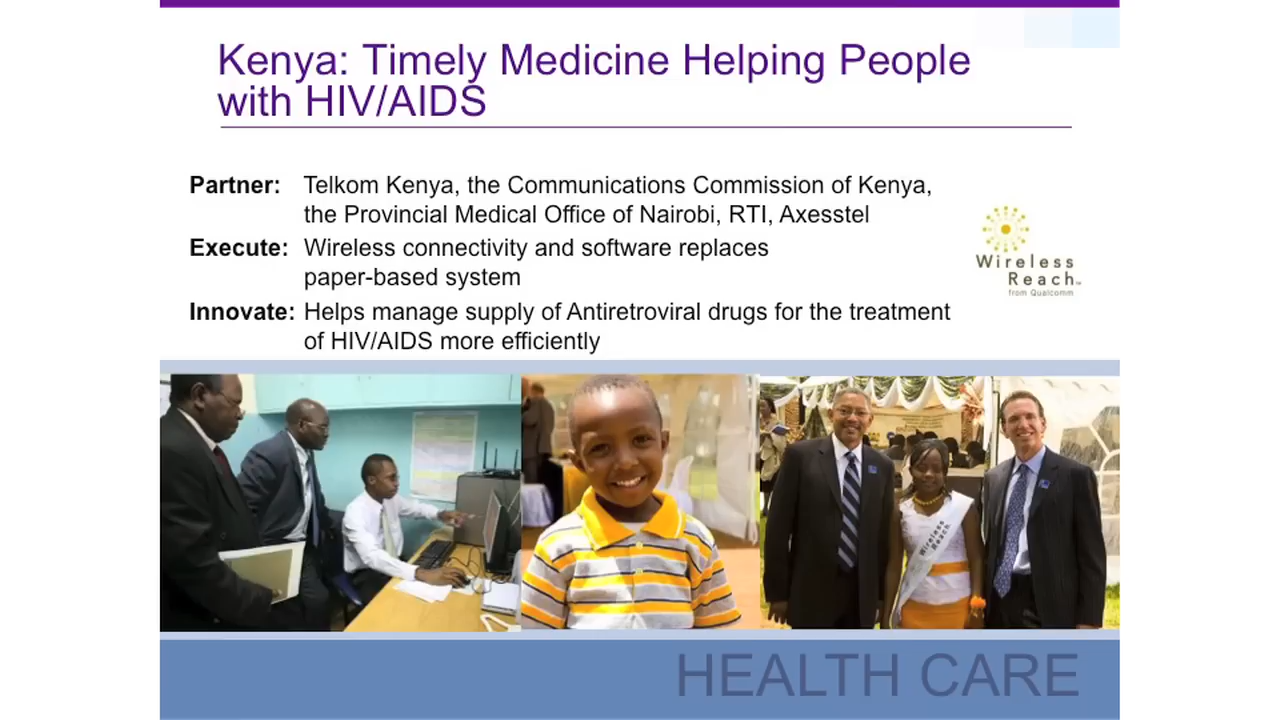 Kenya: Timely Medicine Helping People
with HIV/AIDS
Partner: Telkom Kenya, the Communications Commission of Kenya,
the Provincial Medical Office of Nairobi, RTI, Axesstel
Execute: Wireless connectivity and software replaces
paper-based system
Innovate: Helps manage supply of Antiretroviral drugs for the treatment
of HIV/AIDS more efficiently
Wireless
Reach™
from Qualcomm
Wireless
Reach
HEALTH CARE